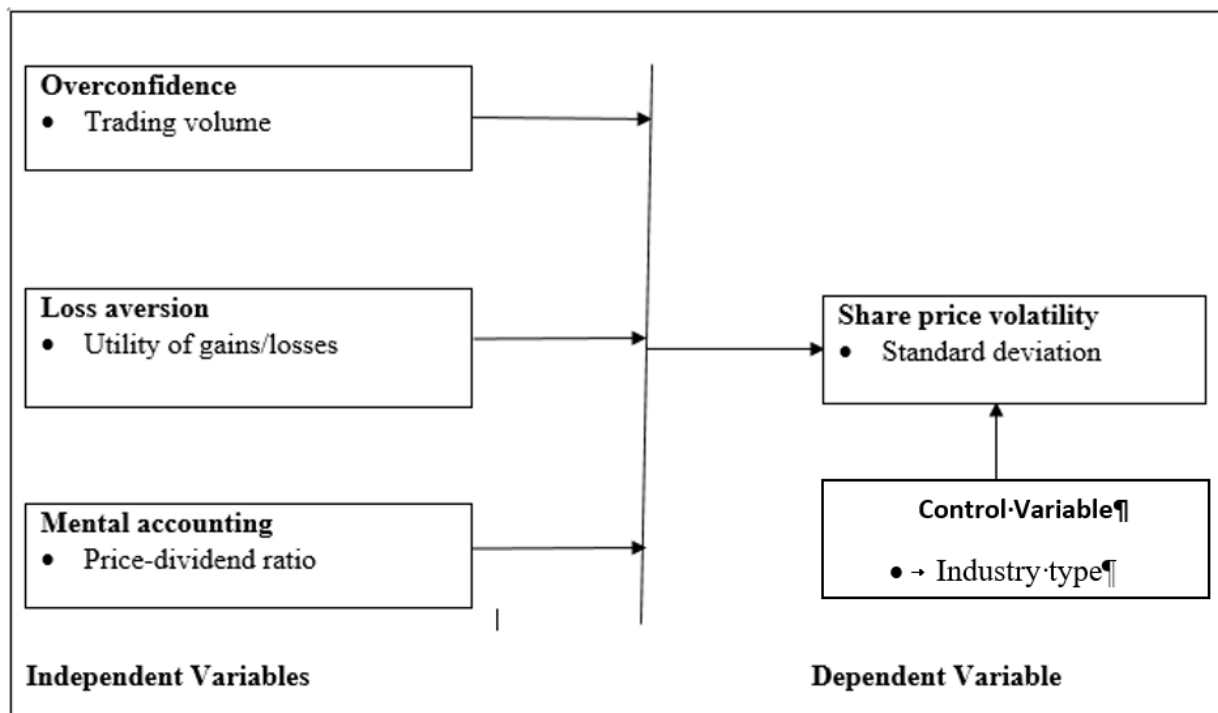 Overconfidence
• Trading volume
Loss aversion
• Utility of gains/losses
Share price volatility
• Standard deviation
Mental accounting
• Price-dividend ratio
Control·Variable¶
•→ Industry·type¶
Independent Variables
Dependent Variable